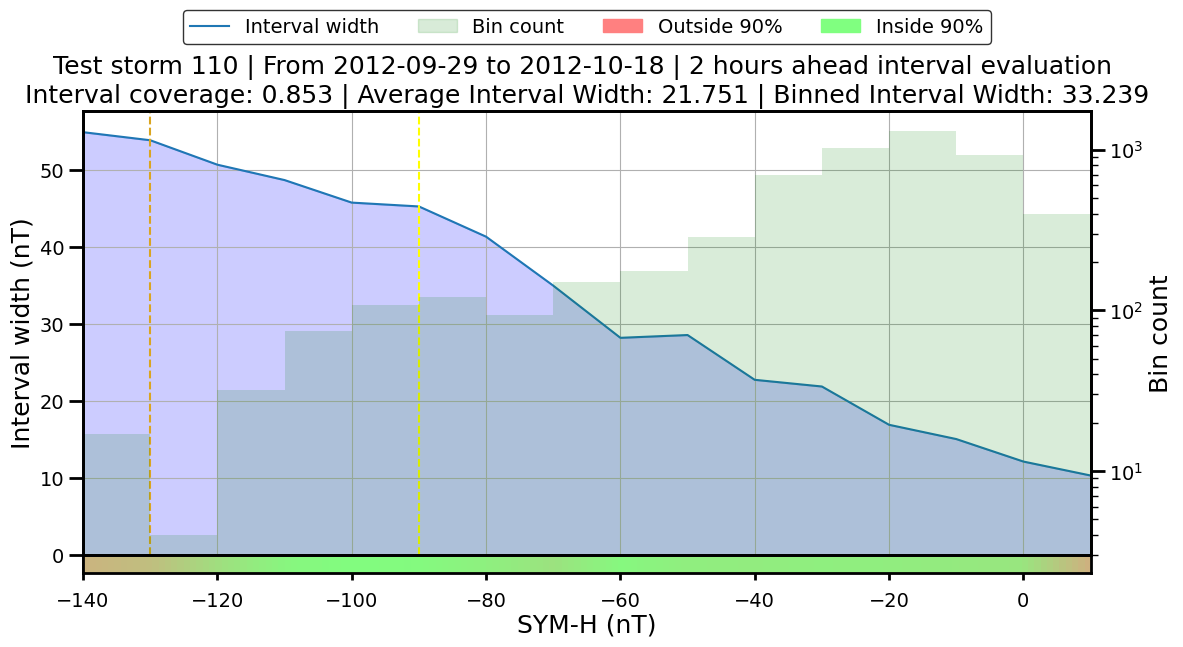 Interval width Bin count Outside 90% Inside 90%
Test storm 110 | From 2012-09-29 to 2012-10-18 | 2 hours ahead interval evaluation
Interval coverage: 0.853 | Average Interval Width: 21.751 | Binned Interval Width: 33.239
Interval width (nT)
50
40
30
20
10
0
10³
10²
10¹
Bin count
−140 −120 −100 −80 −60 −40 −20 0
SYM-H (nT)